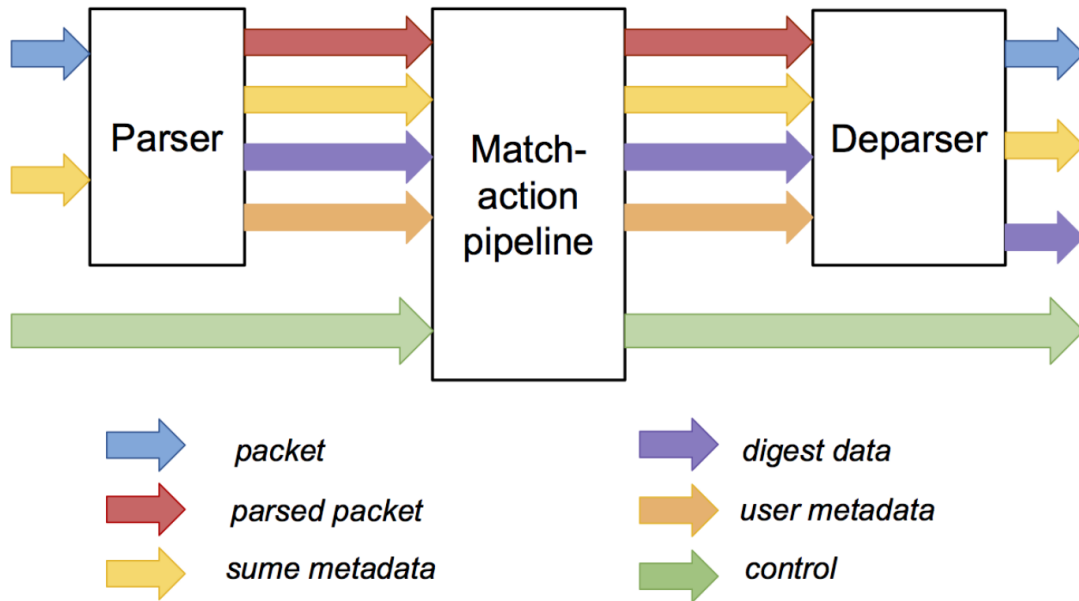 Parser
Match-
action
pipeline
Deparser
packet
digest data
parsed packet
user metadata
sume metadata
control